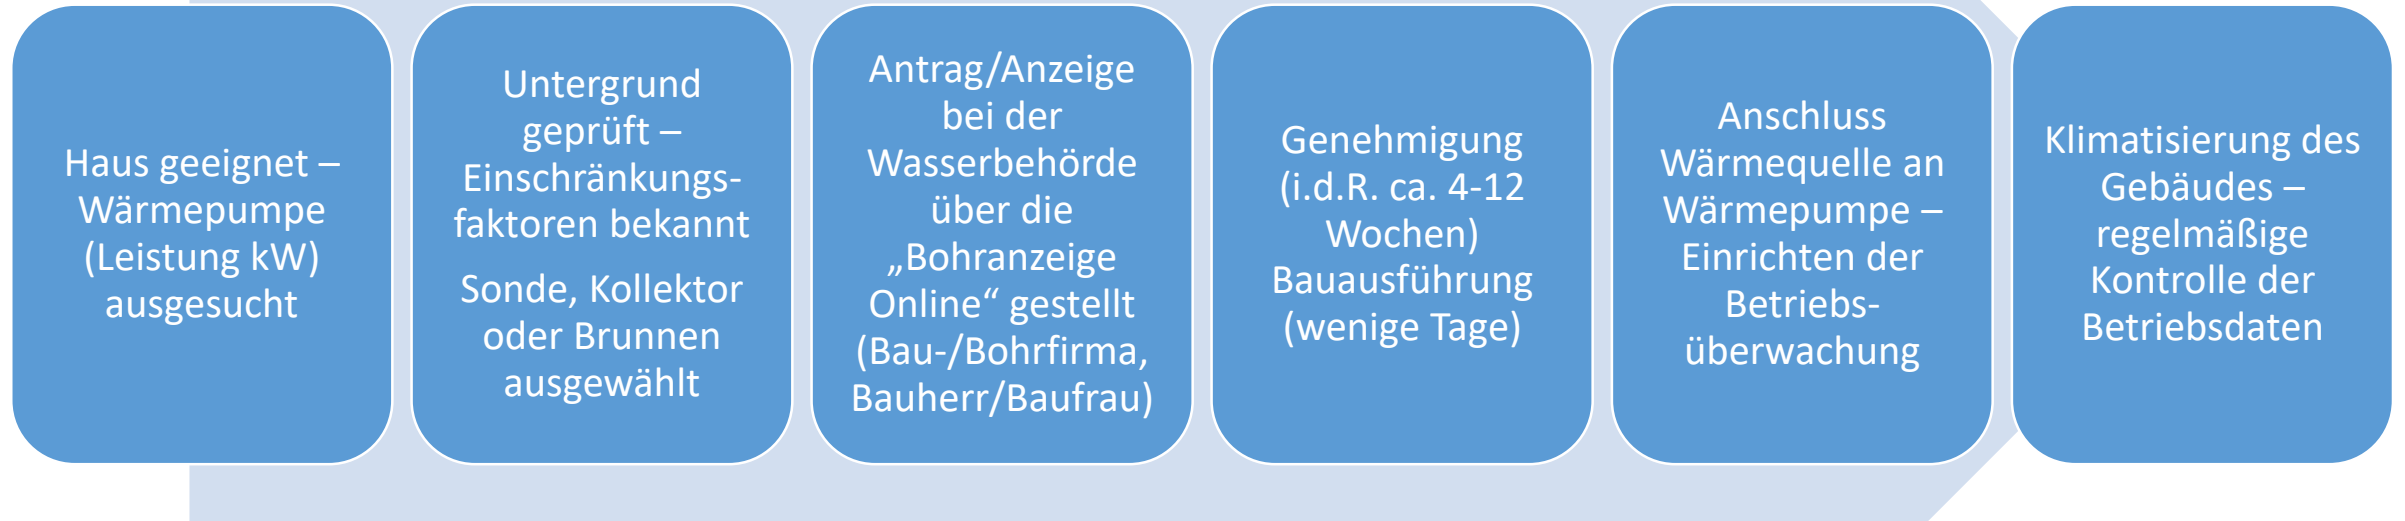 Haus geeignet –
Wärmepumpe
(Leistung kW)
ausgesucht
Untergrund
geprüft –
Einschränkungs-
faktoren bekannt
Sonde, Kollektor
oder Brunnen
ausgewählt
Antrag/Anzeige
bei der
Wasserbehörde
über die
„Bohranzeige
Online“ gestellt
(Bau-/Bohrfirma,
Bauherr/Baufrau)
Genehmigung
(i.d.R. ca. 4-12
Wochen)
Bauausführung
(wenige Tage)
Anschluss
Wärmequelle an
Wärmepumpe –
Einrichten der
Betriebs-
überwachung
Klimatisierung des
Gebäudes –
regelmäßige
Kontrolle der
Betriebsdaten